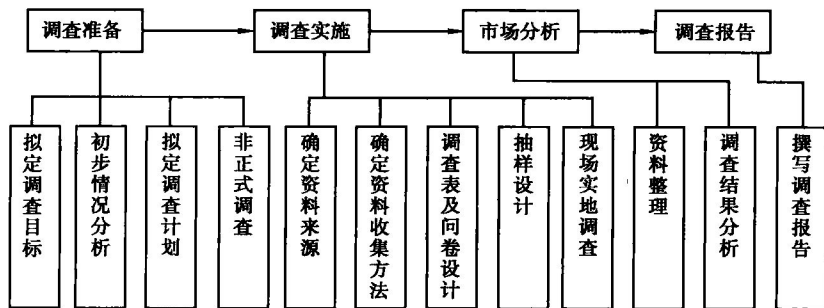 调查准备
调查实施
市场分析
调查报告
拟定调查目标
初步情况分析
拟定调查计划
非正式调查
确定资料来源
确定资料收集方法
调查表及问卷设计
抽样设计
现场实地调查
资料整理
调查结果分析
撰写调查报告